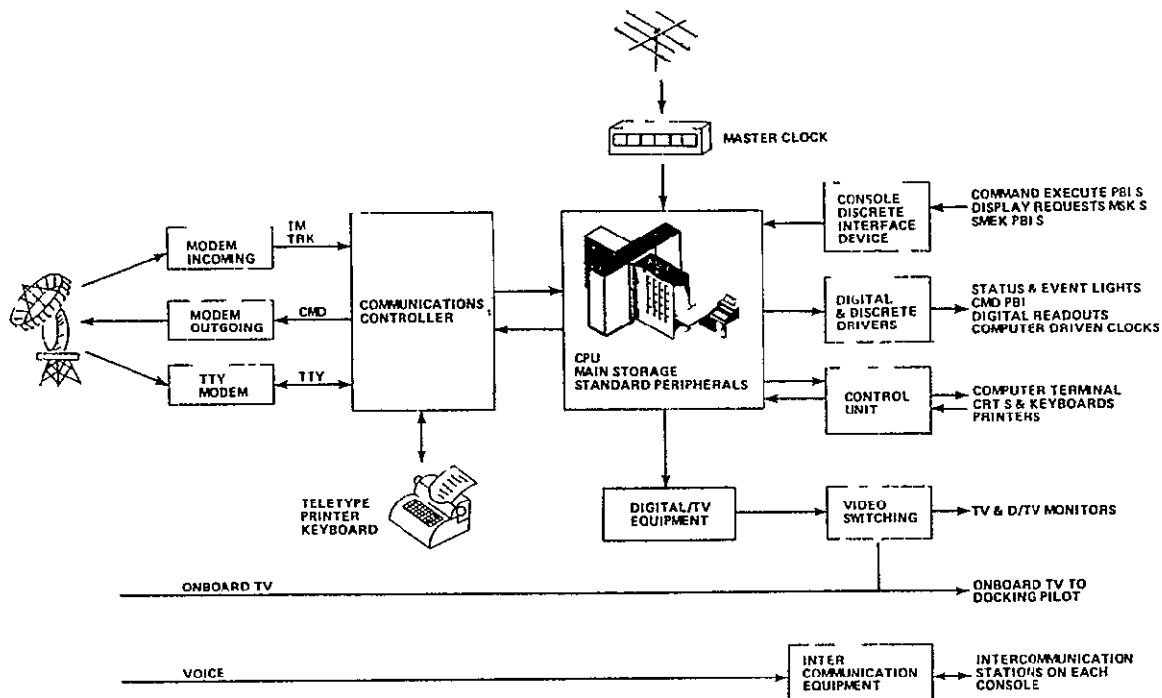 MASTER CLOCK
CONSOLE
DISCRETE
INTERFACE
DEVICE
COMMAND EXECUTE PBI S
DISPLAY REQUESTS MSK S
SMEK PBI S
MODEM
INCOMING
TM
TRK
COMMUNICATIONS
CONTROLLER
MODEM
OUTGOING
CMD
TTY
MODEM
TTY
CPU
MAIN STORAGE
STANDARD PERIPHERALS
DIGITAL
& DISCRETE
DRIVERS
STATUS & EVENT LIGHTS
CMD PBI
DIGITAL READOUTS
COMPUTER DRIVEN CLOCKS
CONTROL
UNIT
COMPUTER TERMINAL
CRT S & KEYBOARDS
PRINTERS
TELETYPE
PRINTER
KEYBOARD
DIGITAL/TV
EQUIPMENT
VIDEO
SWITCHING
TV & D/TV MONITORS
ONBOARD TV
ONBOARD TV TO
DOCKING PILOT
VOICE
INTER
COMMUNICATION
EQUIPMENT
INTERCOMMUNICATION
STATIONS ON EACH
CONSOLE